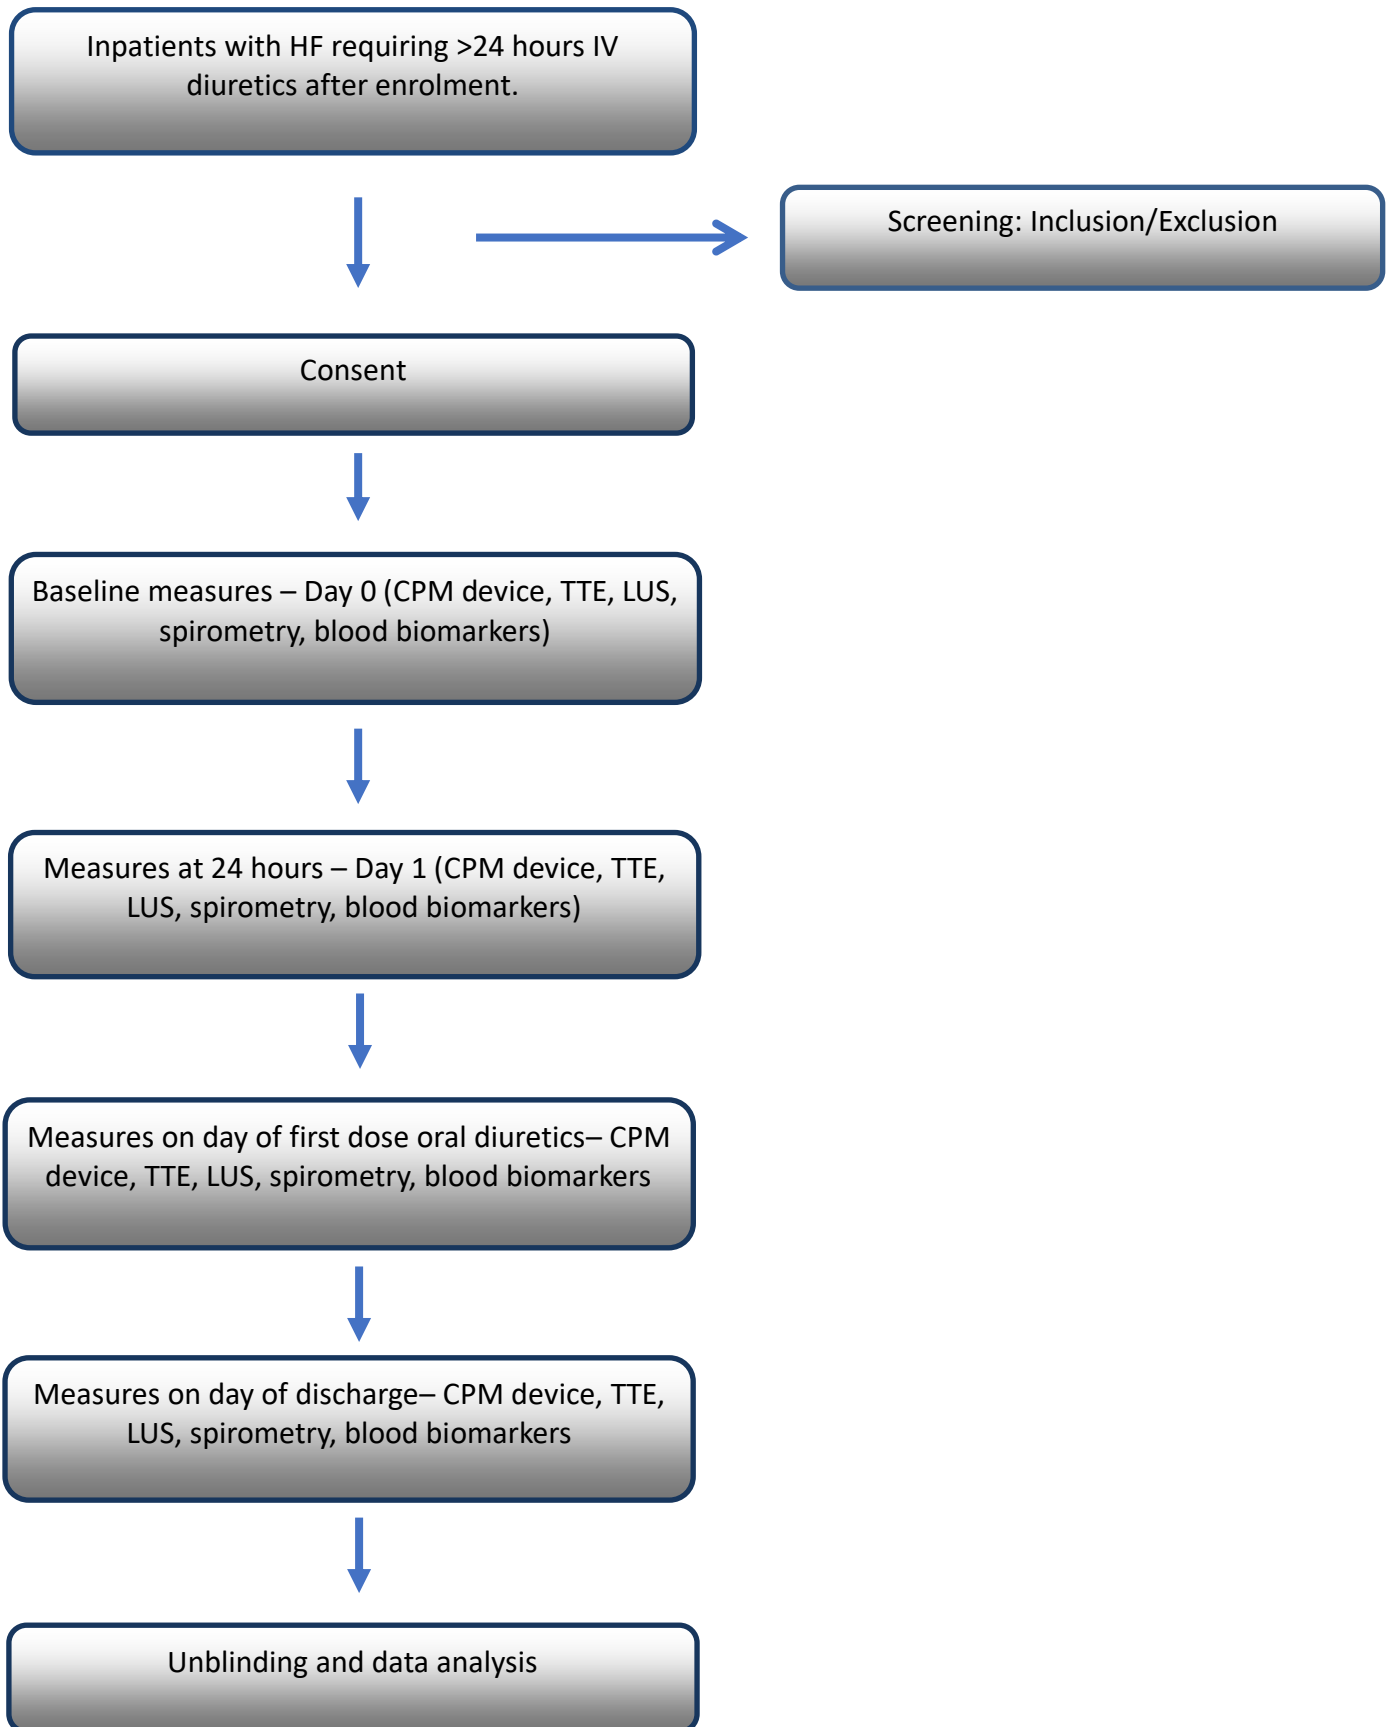 Inpatients with HF requiring >24 hours IV
diuretics after enrolment.
Screening: Inclusion/Exclusion
Consent
Baseline measures – Day 0 (CPM device, TTE, LUS,
spirometry, blood biomarkers)
Measures at 24 hours – Day 1 (CPM device, TTE,
LUS, spirometry, blood biomarkers)
Measures on day of first dose oral diuretics– CPM
device, TTE, LUS, spirometry, blood biomarkers
Measures on day of discharge– CPM device, TTE,
LUS, spirometry, blood biomarkers
Unblinding and data analysis